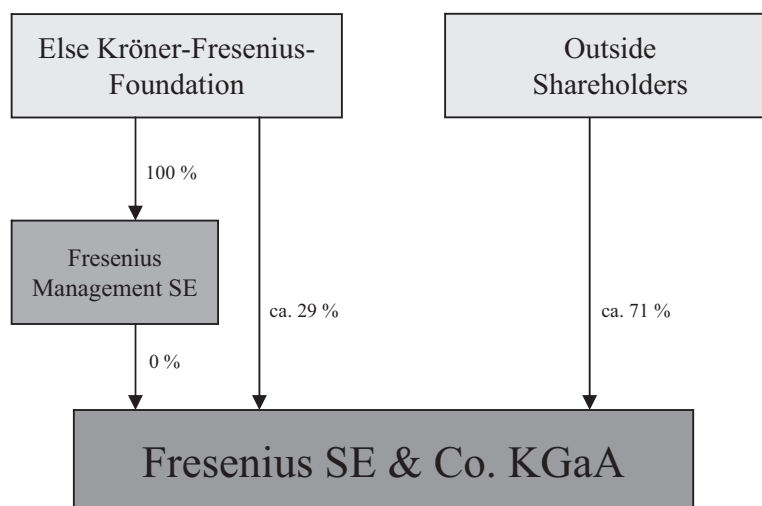 Else Kröner-Fresenius-
Foundation
Outside
Shareholders
100 %
Fresenius
Management SE
ca. 29 %
ca. 71 %
0 %
Fresenius SE & Co. KGaA